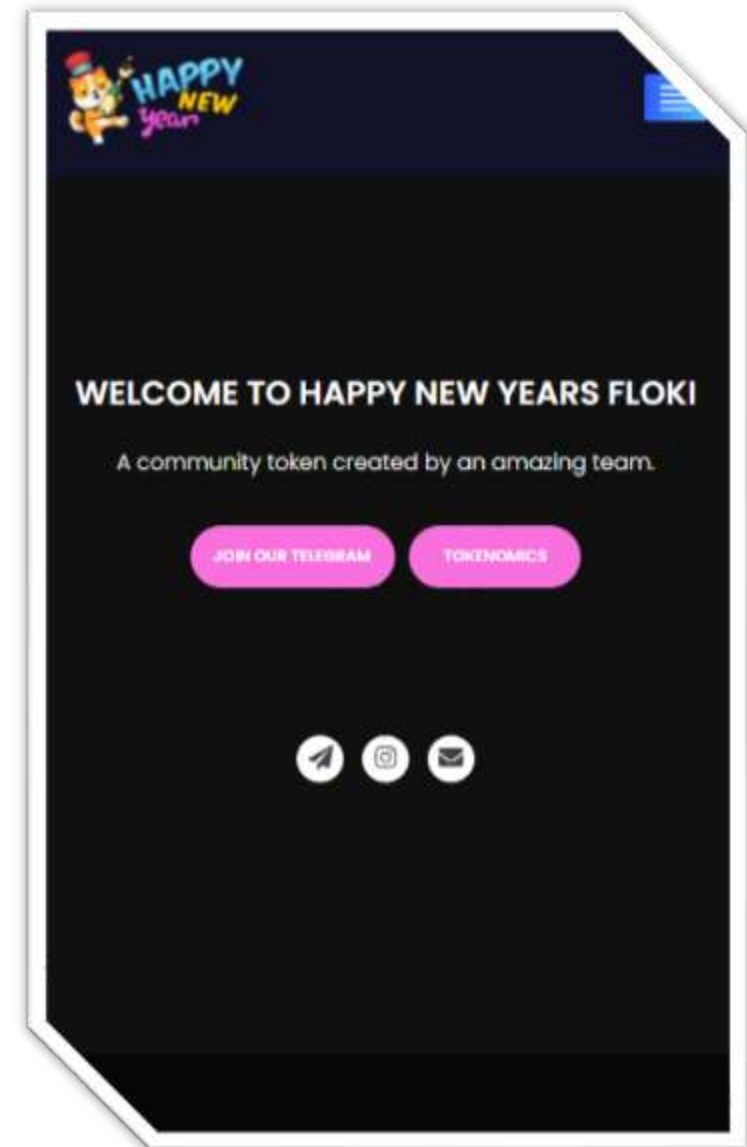 HAPPY
NEW
year
WELCOME TO HAPPY NEW YEARS FLOKI
A community token created by an amazing team.
JOIN OUR TELEGRAM
TOKENOMICS